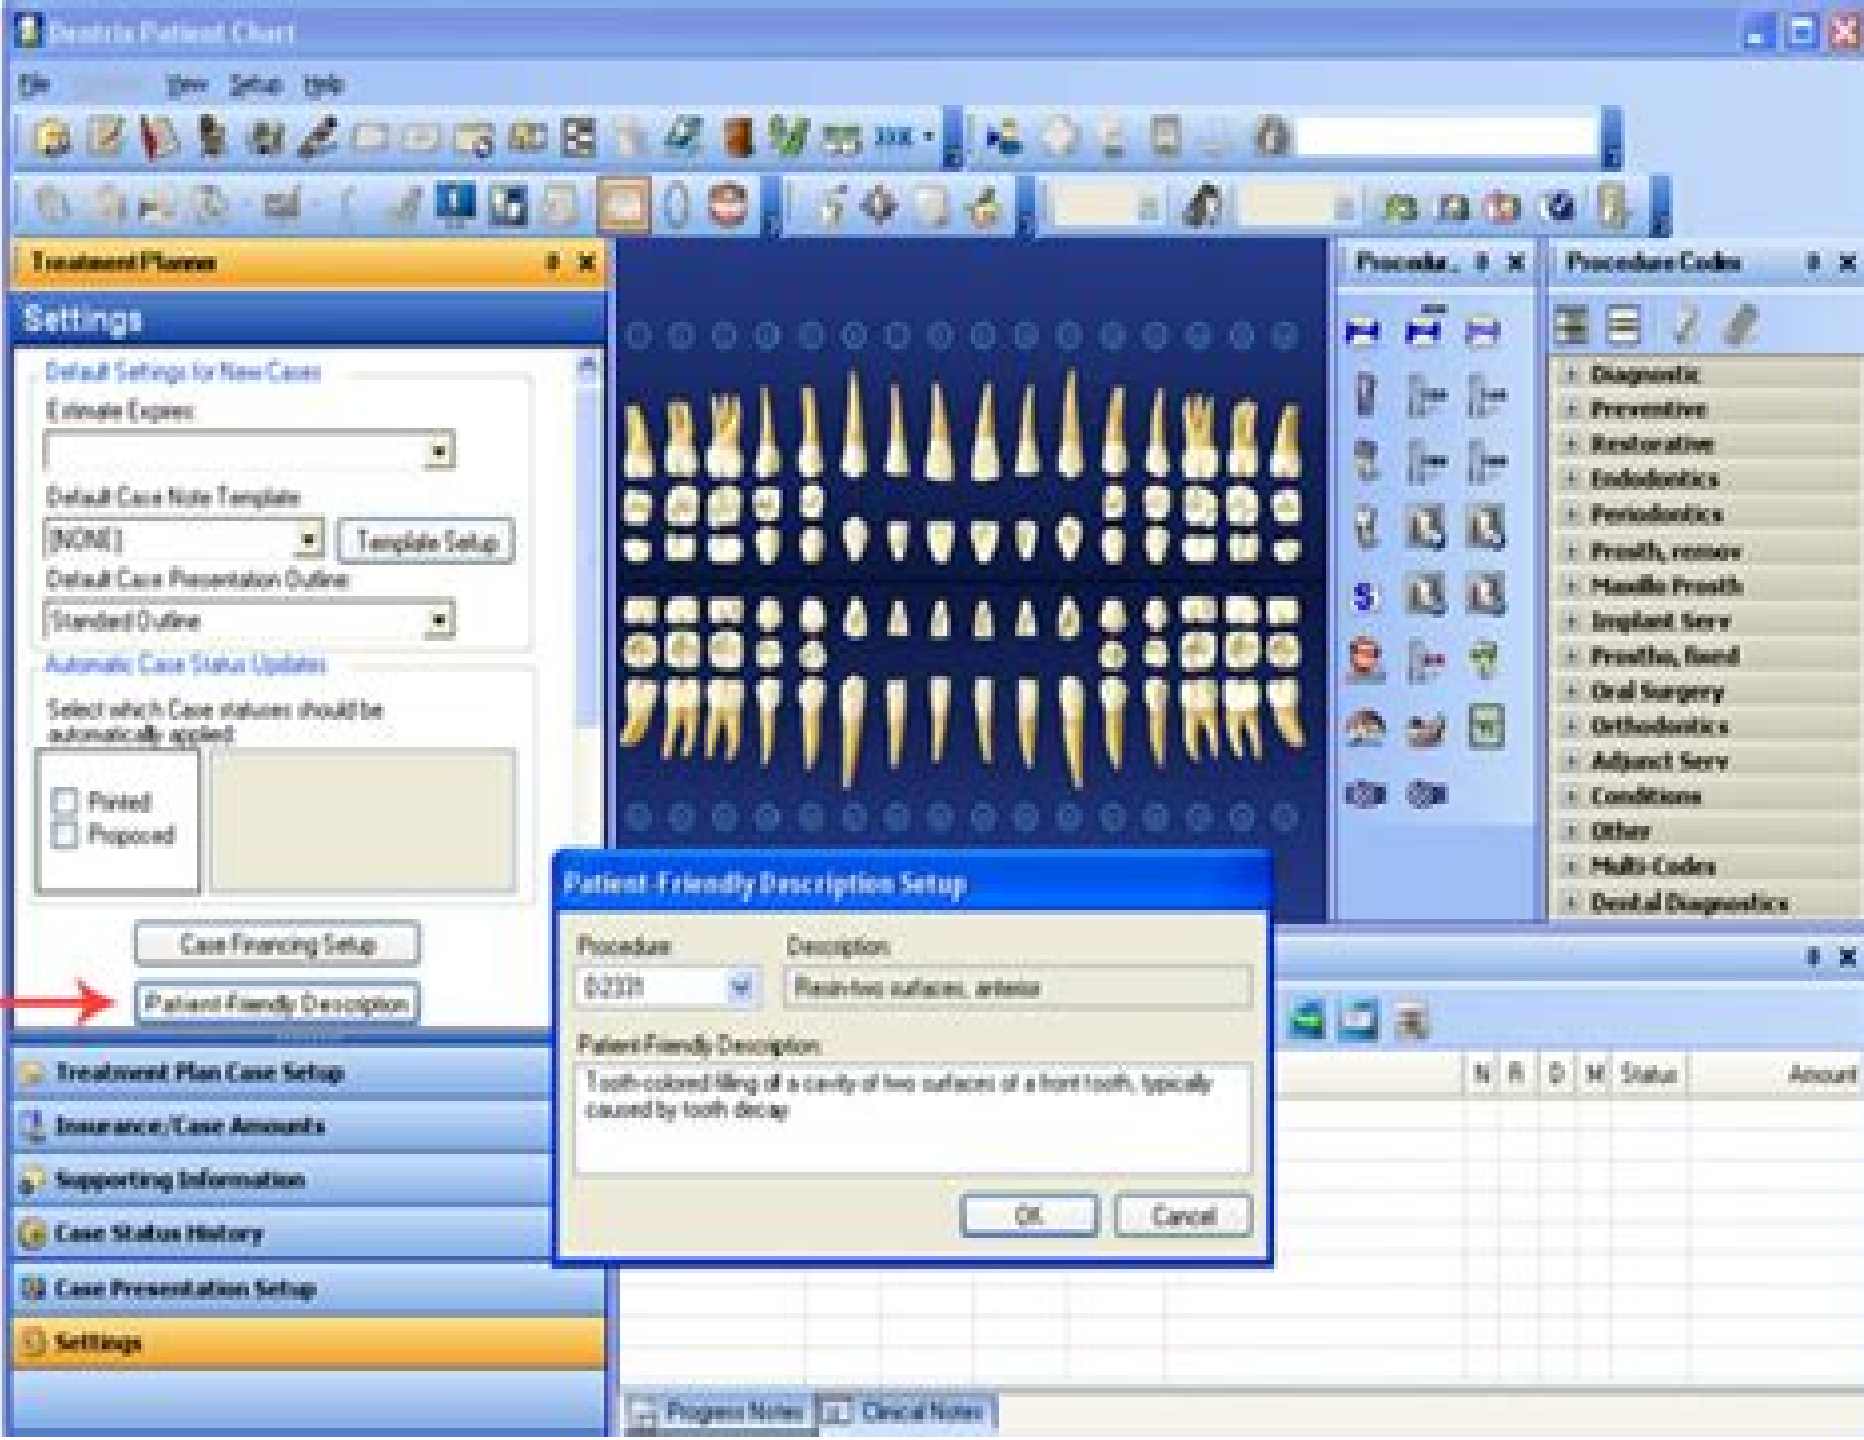 Dentrix Patient Chart
File View Setup Help
Treatment Planner
Settings
Default Settings for New Cases
Estimate Expires:
Default Case Note Template
[NONE]
Template Setup
Default Case Presentation Outline:
Standard Outline
Automatic Case Status Updates
Select which Case statuses should be
automatically applied:
Printed
Proposed
Case Financing Setup
Patient-Friendly Description
Treatment Plan Case Setup
Insurance/Case Amounts
Supporting Information
Case Status History
Case Presentation Setup
Settings
Procedur...
Procedure Codes
Diagnostic
Preventive
Restorative
Endodontics
Periodontics
Prosth, remov
Maxillo Prosth
Implant Serv
Prostho, fixed
Oral Surgery
Orthodontics
Adjunct Serv
Conditions
Other
Multi-Codes
Dental Diagnostics
Patient-Friendly Description Setup
Procedure:
Description:
D2331
Resin-two surfaces, anterior
Patient-Friendly Description:
Tooth-colored filling of a cavity of two surfaces of a front tooth, typically
caused by tooth decay
OK
Cancel
N R D M Status Amount
Progress Notes
Clinical Notes